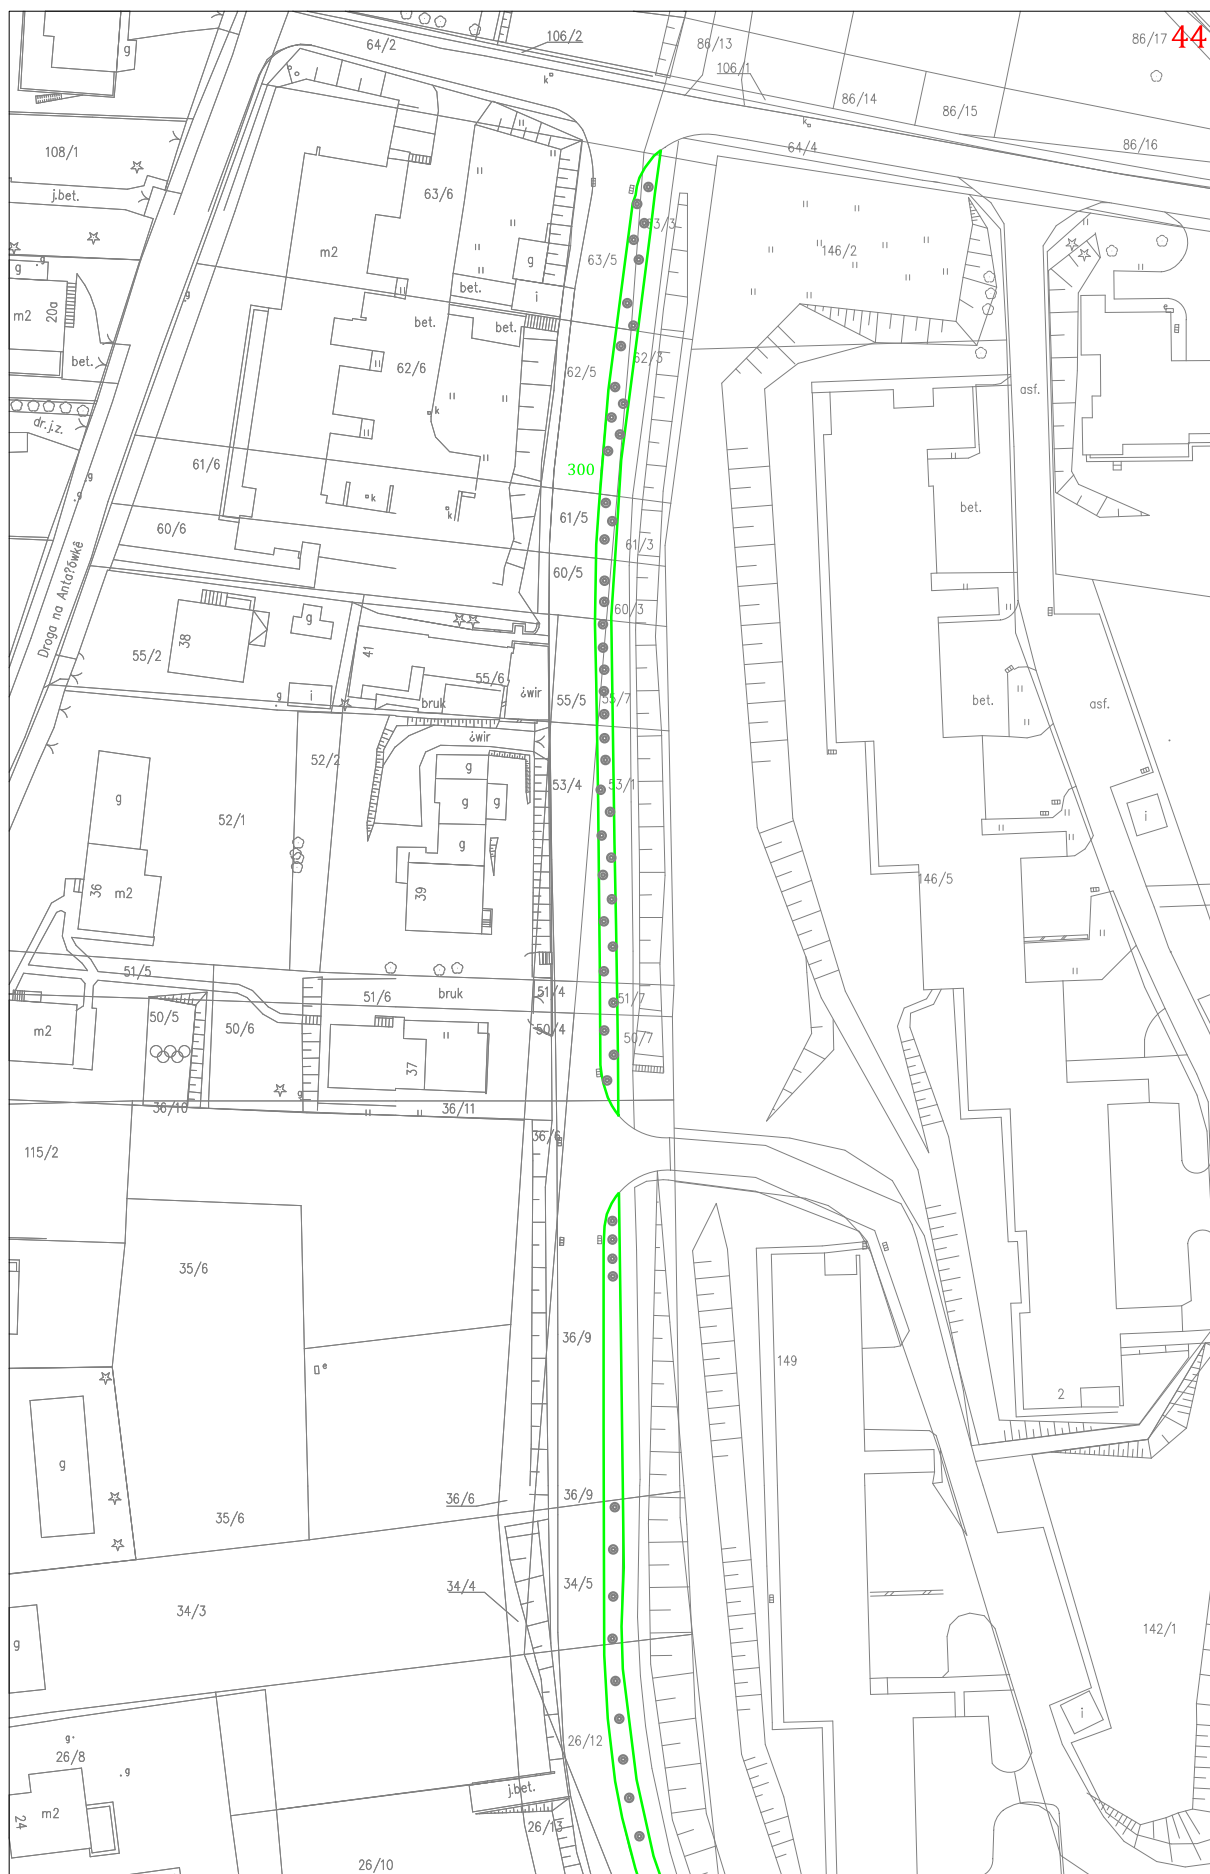 44
64/2
106/2
86/13
106/1
86/17
86/14
86/15
86/16
64/4
k
k
g
108/1
j.bet.
63/6
m2
63/5
63/3
146/2
g
g
g
g
i
20a
m2
bet.
bet.
bet.
bet.
62/6
62/5
62/3
e
asf.
k
dr.j.z.
61/6
300
g
g
k
k
61/5
61/3
bet.
60/6
60/5
60/3
Droga na Anta?ówkê
38
g
41
55/2
55/6
55/5
55/7
i
g
bruk
¿wir
¿wir
bet.
asf.
52/2
53/4
53/1
g
g
g
g
g
52/1
i
36
m2
39
146/5
51/5
51/6
bruk
51/4
51/7
50/5
50/6
50/4
50/7
m2
37
g
36/10
36/11
36/6
115/2
35/6
36/9
149
e
2
g
36/6
36/9
35/6
34/4
34/5
34/3
142/1
g
i
26/12
g
26/8
g
24
m2
j.bet.
26/13
26/10